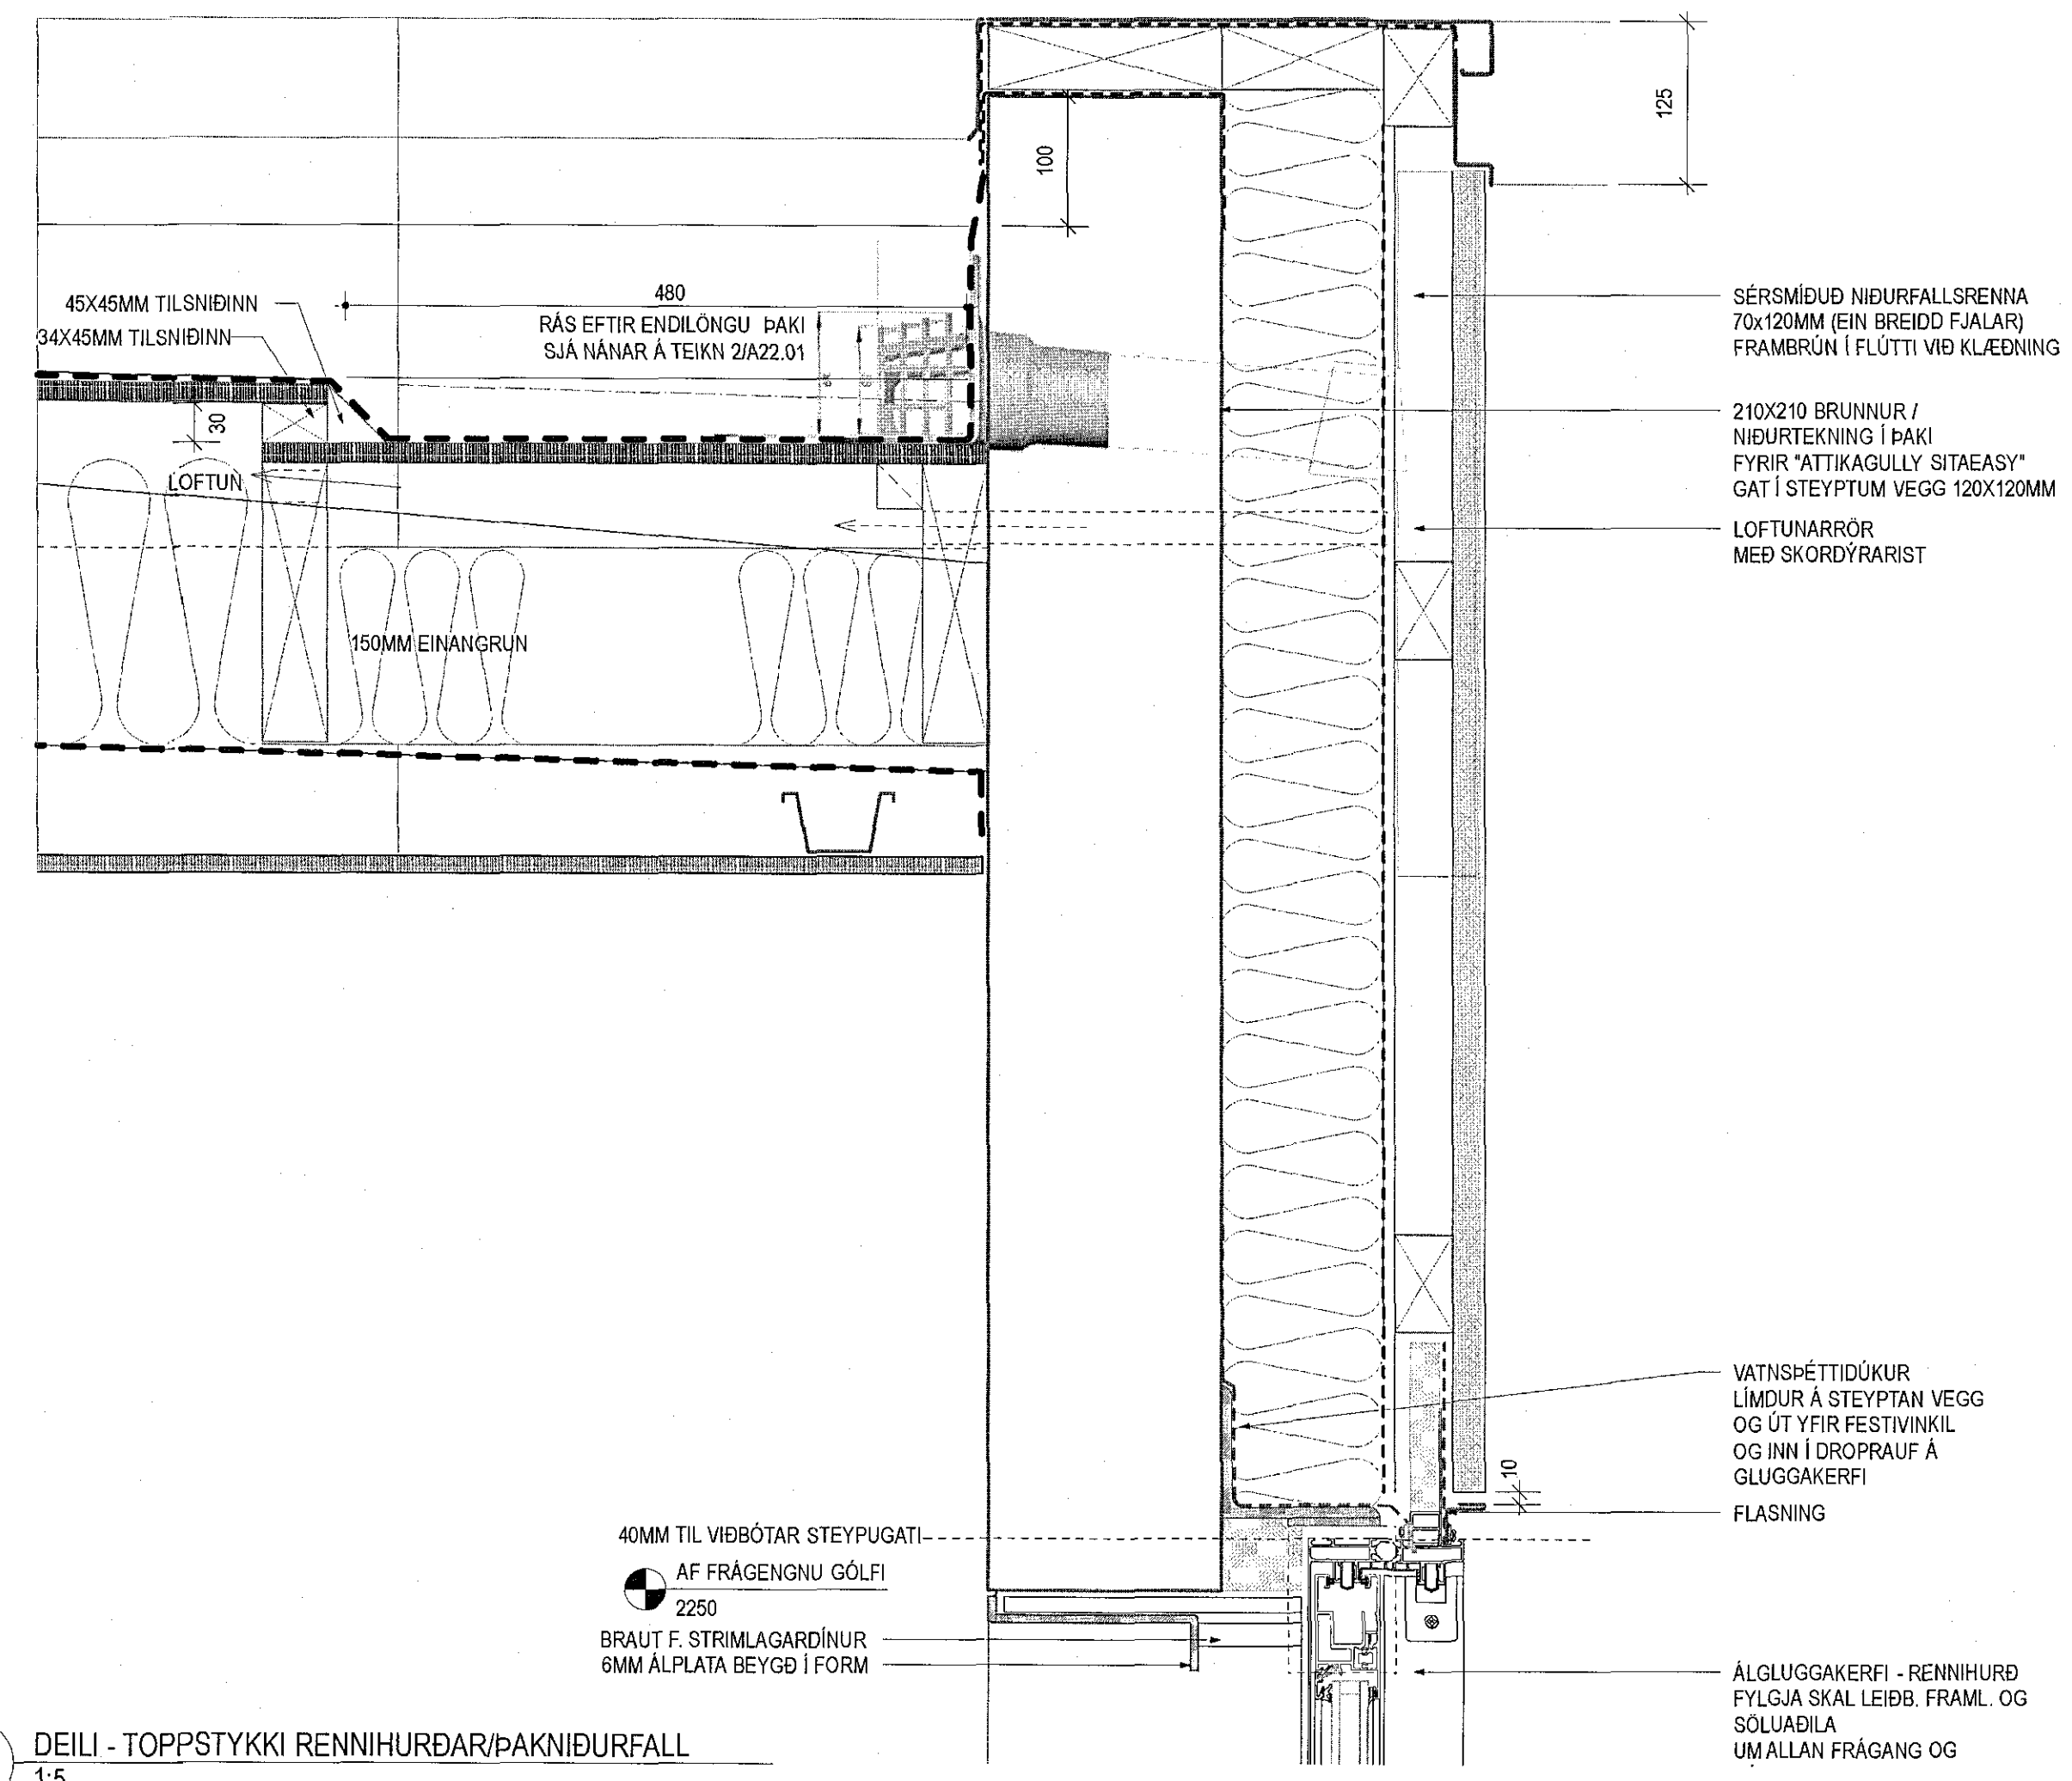 125
100
45X45MM TILSNIÐINN
34X45MM TILSNIÐINN
480
RÁS EFTIR ENDILÖNGU ÞAKI
SJÁ NÁNAR Á TEIKN 2/A22.01
30
LOFTUN
150MM EINANGRUN
SÉRSMÍÐUÐ NIÐURFALLSRENNA
70x120MM (EIN BREIDD FJALAR)
FRAMBRÚN Í FLÚTTI VIÐ KLÆÐNING
210X210 BRUNNUR /
NIÐURTEKNING Í ÞAKI
FYRIR "ATTIKAGULLY SITAEASY"
GAT Í STEYPTUM VEGG 120X120MM
LOFTUNARRÖR
MEÐ SKORDÝRARIST
VATNSÞÉTTIDÚKUR
LÍMDUR Á STEYPTAN VEGG
OG ÚT YFIR FESTIVINKIL
OG INN Í DROPRAUF Á
GLUGGAKERFI
10
FLASNING
40MM TIL VIÐBÓTAR STEYPUGATI
AF FRÁGENGNU GÓLFI
2250
BRAUT F. STRIMLAGARDÍNUR
6MM ÁLPLATA BEYGÐ Í FORM
ÁLGLUGGAKERFI - RENNIHURÐ
FYLGJA SKAL LEIÐB. FRAML. OG
SÖLUAÐILA
UM ALLAN FRÁGANG OG
DEILI - TOPPSTYKKI RENNIHURÐAR/ÞAKNIÐURFALL
1:5